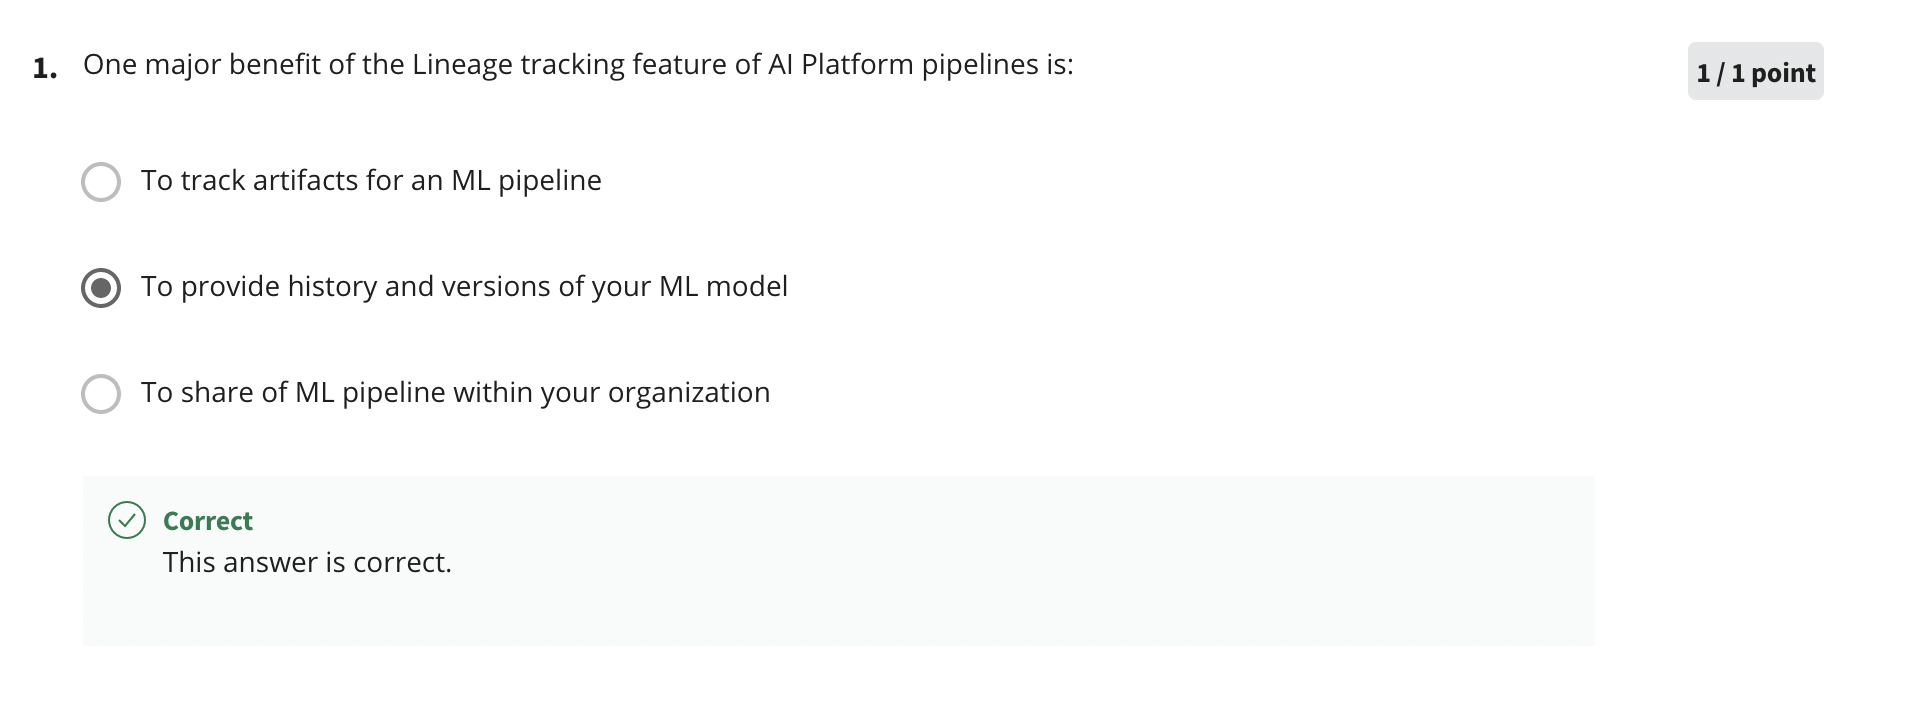 1. One major benefit of the Lineage tracking feature of AI Platform pipelines is:
1 / 1 point
To track artifacts for an ML pipeline
To provide history and versions of your ML model
To share of ML pipeline within your organization
Correct
This answer is correct.